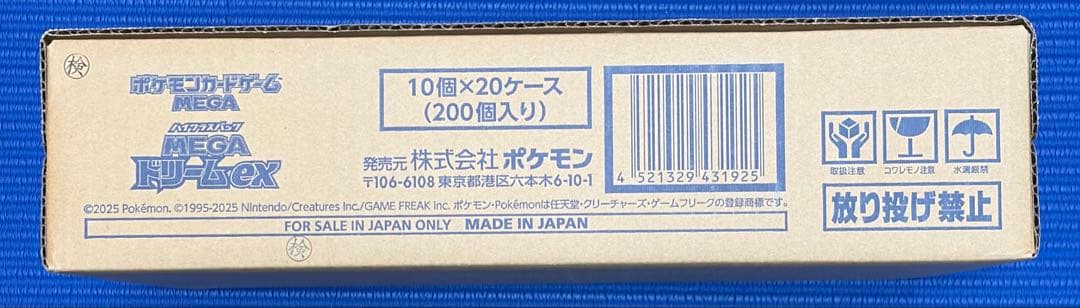 検
ポケモンカードゲーム
MEGA
ハイクラスパック
MEGA
ドリームex
10個×20ケース
(200個入り)
発売元 株式会社 ポケモン
〒106-6108 東京都港区六本木6-10-1
4 521329 431925
取扱注意
コワレモノ注意
水濡厳禁
放り投げ禁止
©2025 Pokémon. ©1995-2025 Nintendo/Creatures Inc./GAME FREAK inc. ポケモン・Pokémonは任天堂・クリーチャーズ・ゲームフリークの登録商標です。
FOR SALE IN JAPAN ONLY MADE IN JAPAN
検